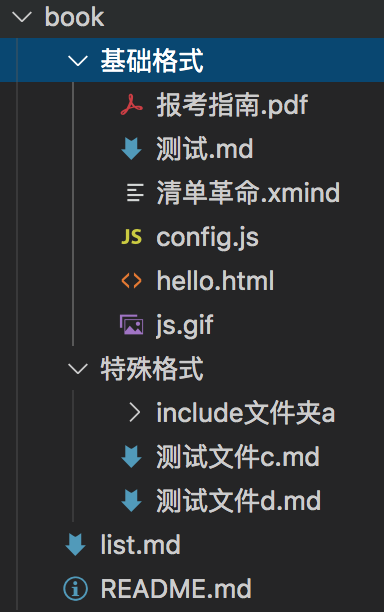 book
基础格式
报考指南.pdf
测试.md
清单革命.xmind
JS config.js
hello.html
js.gif
特殊格式
include文件夹a
测试文件c.md
测试文件d.md
list.md
README.md